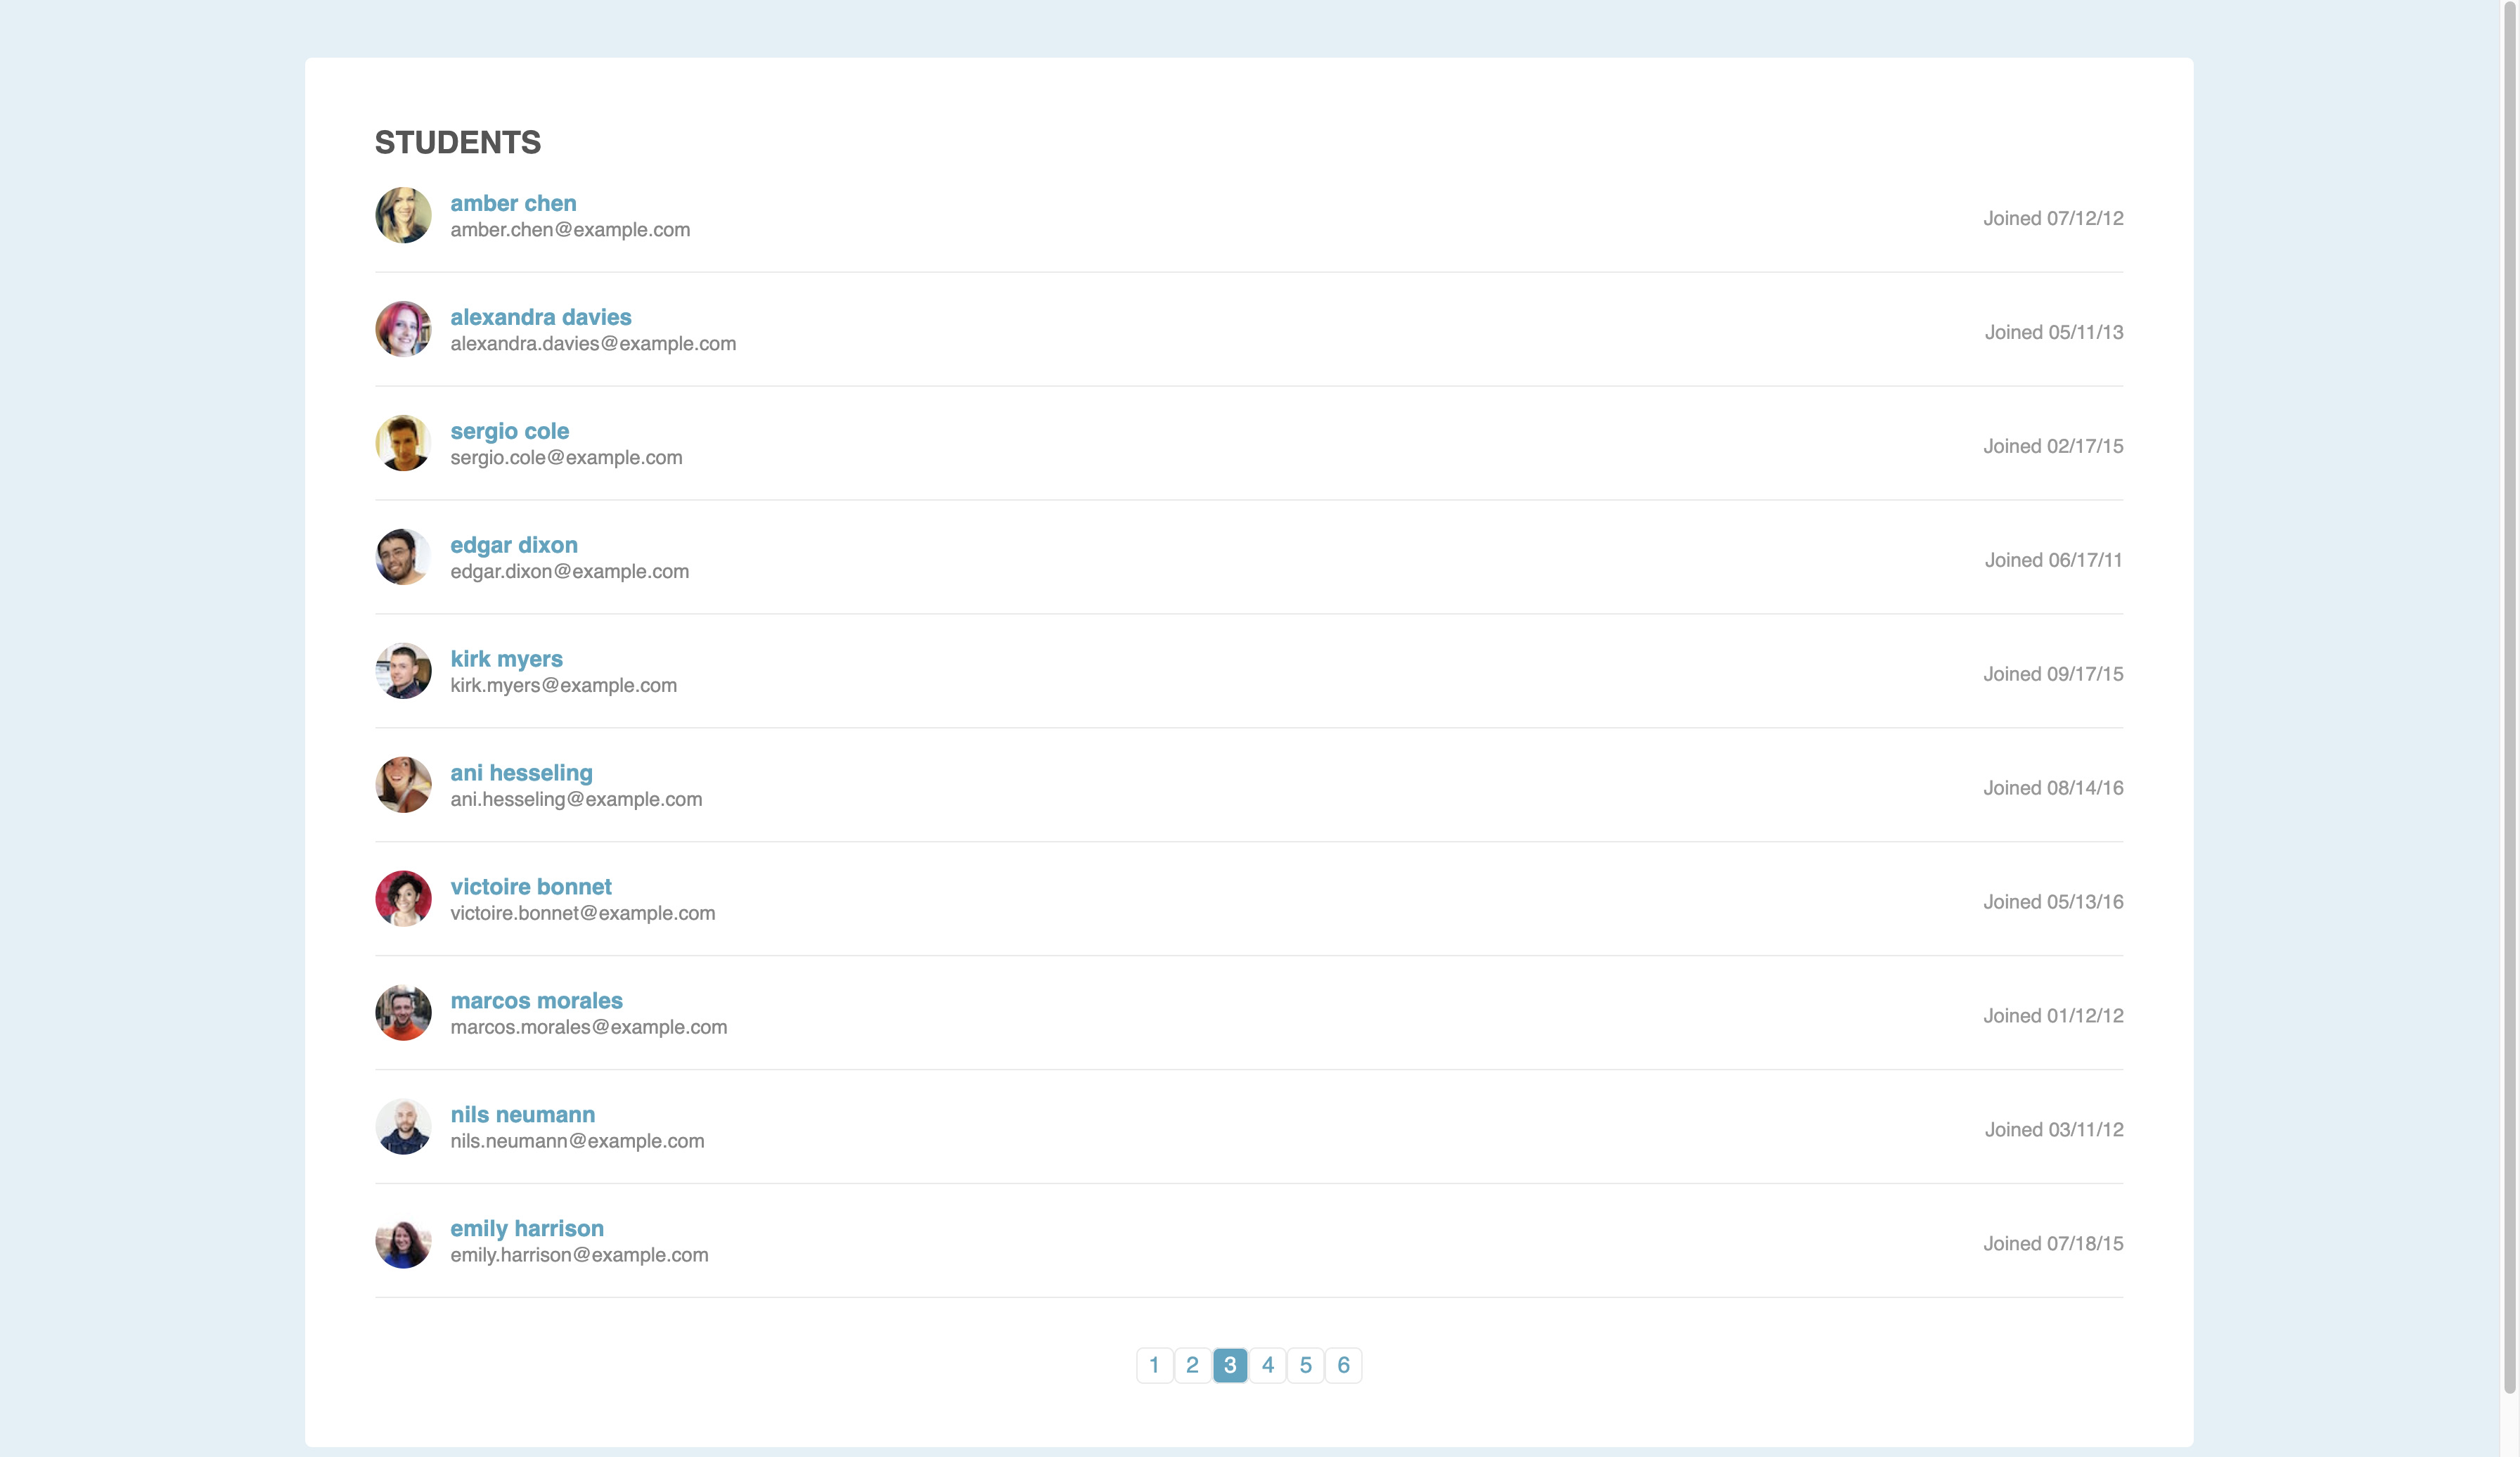 STUDENTS
amber chen
amber.chen@example.com
Joined 07/12/12
alexandra davies
alexandra.davies@example.com
Joined 05/11/13
sergio cole
sergio.cole@example.com
Joined 02/17/15
edgar dixon
edgar.dixon@example.com
Joined 06/17/11
kirk myers
kirk.myers@example.com
Joined 09/17/15
ani hesseling
ani.hesseling@example.com
Joined 08/14/16
victoire bonnet
victoire.bonnet@example.com
Joined 05/13/16
marcos morales
marcos.morales@example.com
Joined 01/12/12
nils neumann
nils.neumann@example.com
Joined 03/11/12
emily harrison
emily.harrison@example.com
Joined 07/18/15
1 2 3 4 5 6